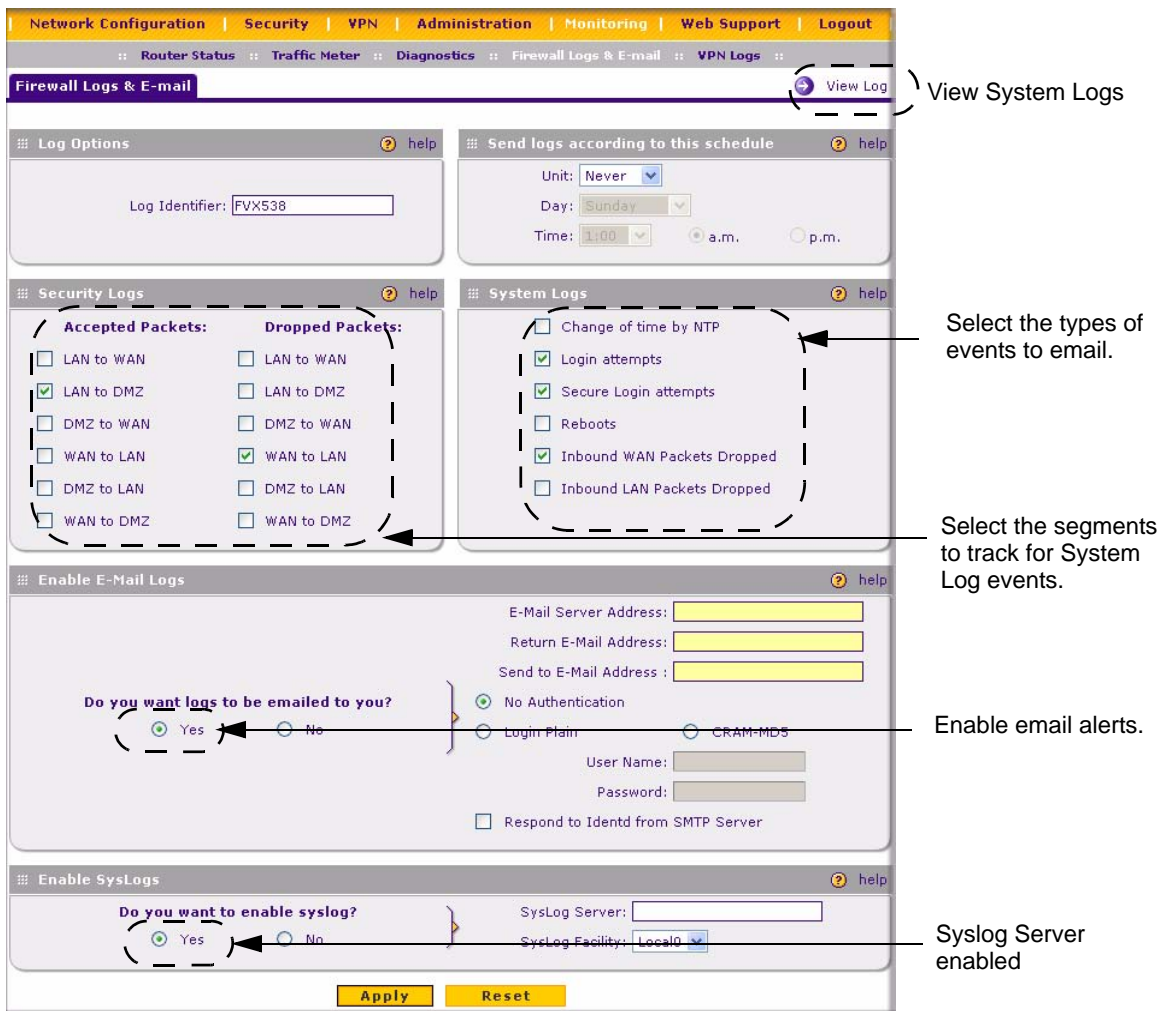 Network Configuration | Security | VPN | Administration | Monitoring | Web Support | Logout
:: Router Status :: Traffic Meter :: Diagnostics :: Firewall Logs & E-mail :: VPN Logs ::
Firewall Logs & E-mail
View Log
View System Logs
Log Options
help
Log Identifier: FVX538
Send logs according to this schedule
help
Unit: Never
Day: Sunday
Time: 1:00 a.m. p.m.
Security Logs
help
Accepted Packets: Dropped Packets:
LAN to WAN LAN to WAN
LAN to DMZ LAN to DMZ
DMZ to WAN DMZ to WAN
WAN to LAN WAN to LAN
DMZ to LAN DMZ to LAN
WAN to DMZ WAN to DMZ
System Logs
help
Change of time by NTP
Login attempts
Secure Login attempts
Reboots
Inbound WAN Packets Dropped
Inbound LAN Packets Dropped
Select the types of
events to email.
Select the segments
to track for System
Log events.
Enable E-Mail Logs
help
Do you want logs to be emailed to you?
Yes No
E-Mail Server Address:
Return E-Mail Address:
Send to E-Mail Address :
No Authentication
Login Plain CRAM-MD5
User Name:
Password:
Respond to Identd from SMTP Server
Enable email alerts.
Enable SysLogs
help
Do you want to enable syslog?
Yes No
SysLog Server:
SysLog Facility: Local0
Syslog Server
enabled
Apply Reset